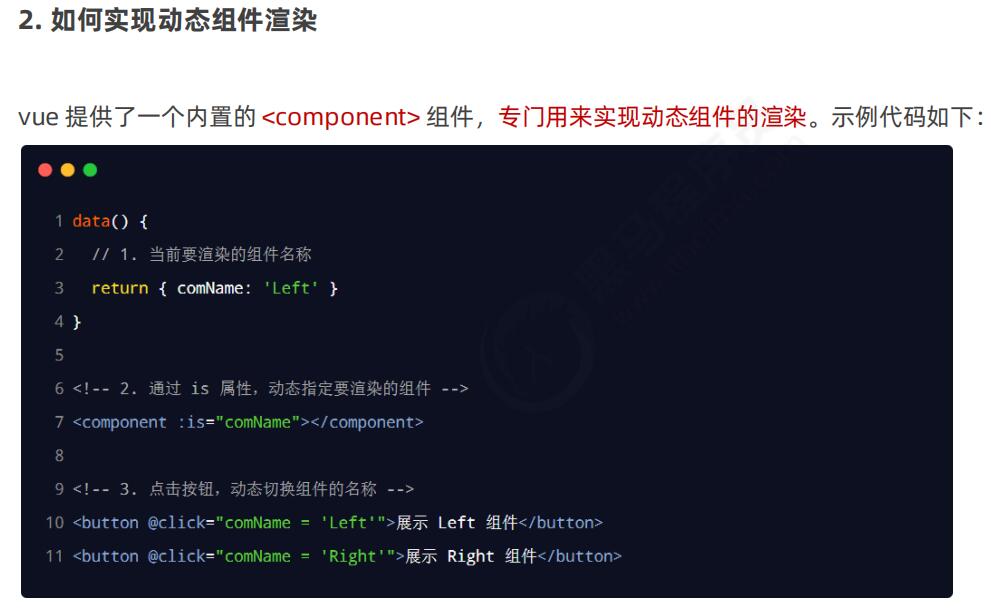 2. 如何实现动态组件渲染
vue 提供了一个内置的 <component> 组件，专门用来实现动态组件的渲染。示例代码如下：
1 data() {
2   // 1. 当前要渲染的组件名称
3   return { comName: 'Left' }
4 }
5
6 <!-- 2. 通过 is 属性，动态指定要渲染的组件 -->
7 <component :is="comName"></component>
8
9 <!-- 3. 点击按钮，动态切换组件的名称 -->
10 <button @click="comName = 'Left'">展示 Left 组件</button>
11 <button @click="comName = 'Right'">展示 Right 组件</button>